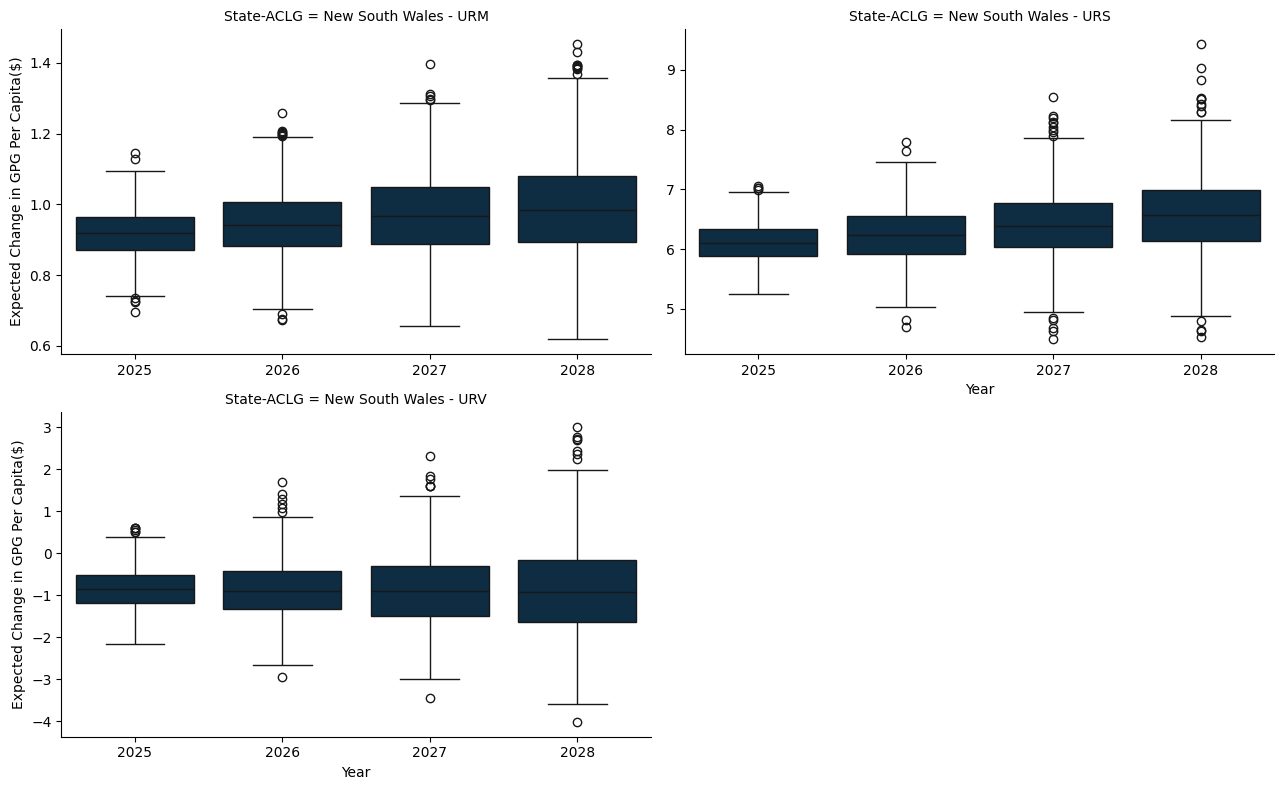 State-ACLG = New South Wales - URM
Expected Change in GPG Per Capita($)
1.4
1.2
1.0
0.8
0.6
2025 2026 2027 2028
State-ACLG = New South Wales - URS
9
8
7
6
5
2025 2026 2027 2028
Year
State-ACLG = New South Wales - URV
Expected Change in GPG Per Capita($)
3
2
1
0
−1
−2
−3
−4
2025 2026 2027 2028
Year